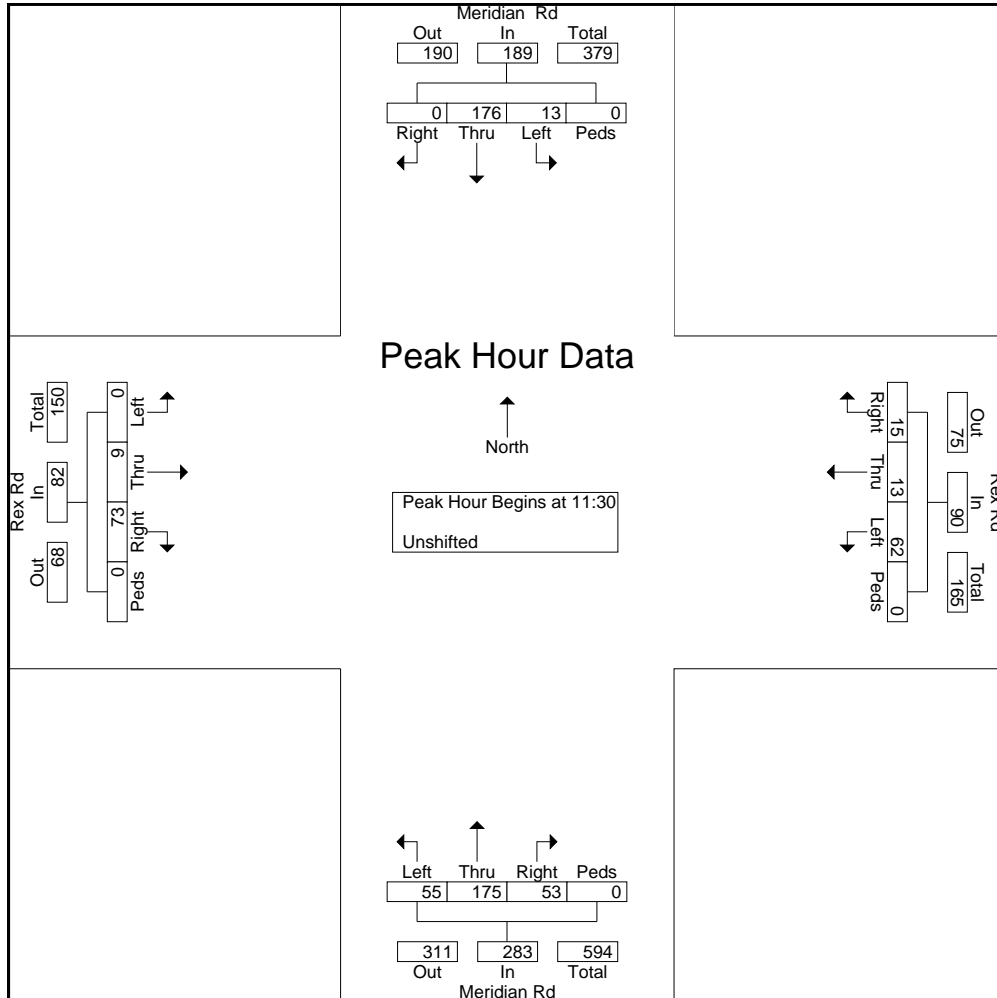 Meridian Rd
Out In Total
190 189 379
0 176 13 0
Right Thru Left Peds
Peak Hour Data
North
Peak Hour Begins at 11:30
Unshifted
Rex Rd
Total In Out
150 82 68
0 9 73 0
Left Thru Right Peds
Rex Rd
Out In Total
75 90 165
15 13 62 0
Right Thru Left Peds
Left Thru Right Peds
55 175 53 0
311 283 594
Out In Total
Meridian Rd